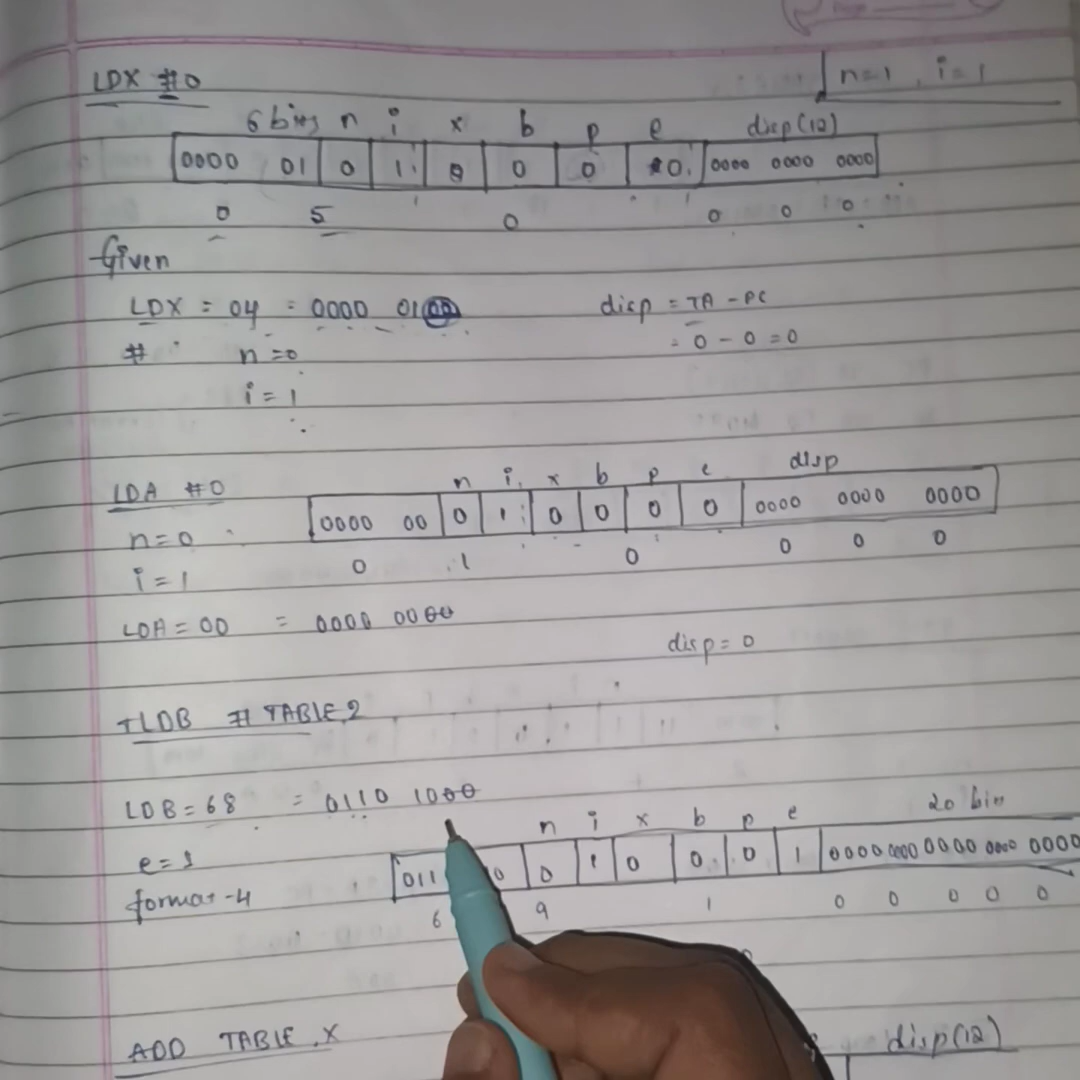 LDX #0
n=1, i=1
6 bits n i x b p e disp(12)
0000 01 0 1 0 0 0 0 0000 0000 0000
0 5 0 0 0 0
Given
LDX = 04 = 0000 0100
disp = TA - PC
= 0 - 0 = 0
# n=0
i = 1
n i x b p e disp
LDA #0
0000 00 0 1 0 0 0 0 0000 0000 0000
n=0
0 1 0 0 0 0
i=1
LDA=00 = 0000 0000
disp=0
+LDB # TABLE2
LDB=68 = 0110 1000
20 bits
n i x b p e
e=1
011 0 0 1 0 0 0 1 0000 0000 0000 0000 0000
format-4
6 9 1 0 0 0 0 0
ADD TABLE,X
disp(12)